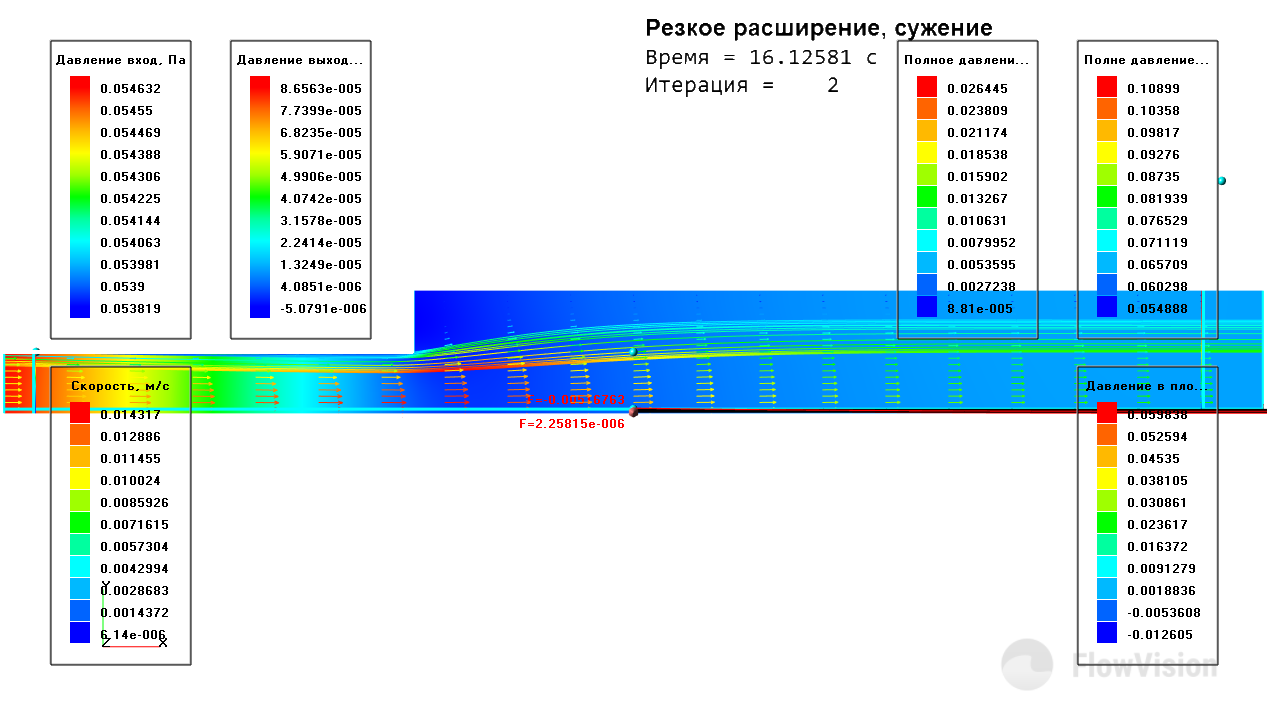 Резкое расширение, сужение
Время = 16.12581 с
Итерация = 2
Давление вход, Па
0.054632
0.05455
0.054469
0.054388
0.054306
0.054225
0.054144
0.054063
0.053981
0.0539
0.053819
Давление выход...
8.6563e-005
7.7399e-005
6.8235e-005
5.9071e-005
4.9906e-005
4.0742e-005
3.1578e-005
2.2414e-005
1.3249e-005
4.0851e-006
-5.0791e-006
Полное давлени...
0.026445
0.023809
0.021174
0.018538
0.015902
0.013267
0.010631
0.0079952
0.0053595
0.0027238
8.81e-005
Полне давление...
0.10899
0.10358
0.09817
0.09276
0.08735
0.081939
0.076529
0.071119
0.065709
0.060298
0.054888
Скорость, м/с
0.014317
0.012886
0.011455
0.010024
0.0085926
0.0071615
0.0057304
0.0042994
0.0028683
0.0014372
6.14e-006
Y
Z
X
F=2.25815e-006
Давление в пло...
0.059838
0.052594
0.04535
0.038105
0.030861
0.023617
0.016372
0.0091279
0.0018836
-0.0053608
-0.012605
FlowVision